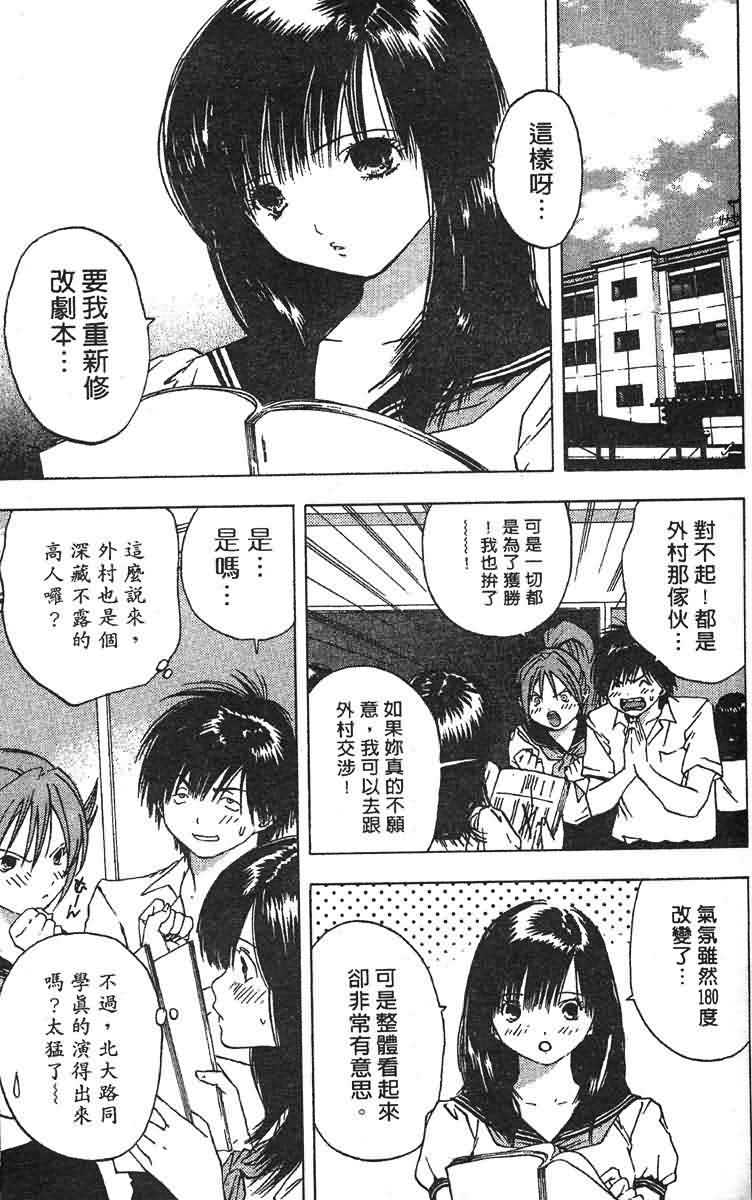 這樣呀…
要我重新修
改劇本…
對不起！都是
外村那傢伙…
可是一切都
是為了獲勝
！我也拚了
~~~~！
如果妳真的不願
意，我可以去跟
外村交涉！
是…
是嗎…
這麼說來，
外村也是個
深藏不露的
高人囉？
氣氛雖然180度
改變了…
可是整體看起來
卻非常有意思。
不過，北大路同
學真的演得出來
嗎？太猛了~~~